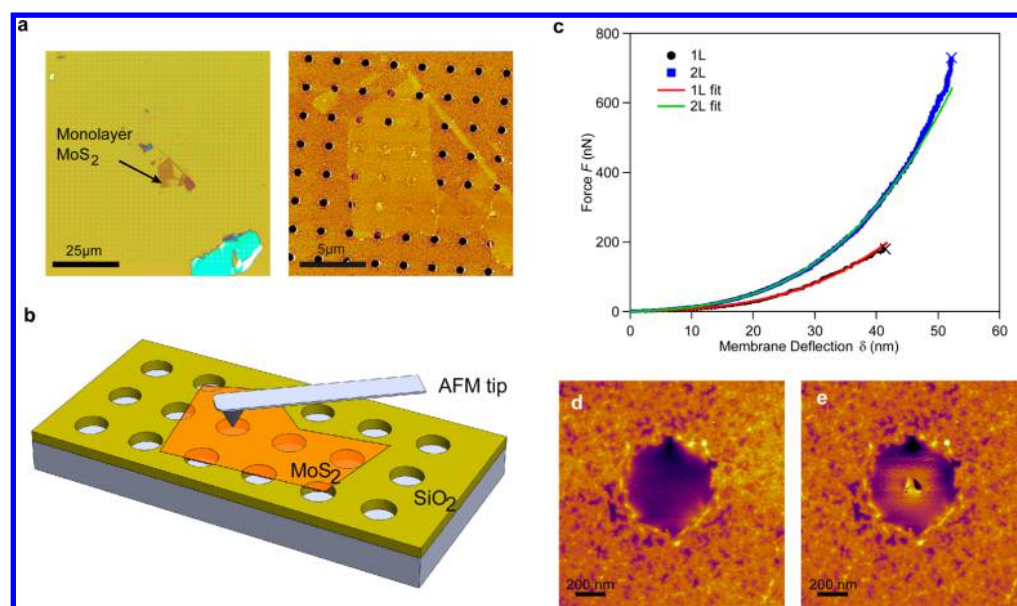 a
Monolayer
MoS2
25µm
5µm
b
AFM tip
MoS2
SiO2
c
800
600
400
200
0
Force F (nN)
1L
2L
1L fit
2L fit
0
10
20
30
40
50
60
Membrane Deflection δ (nm)
d
200 nm
e
200 nm